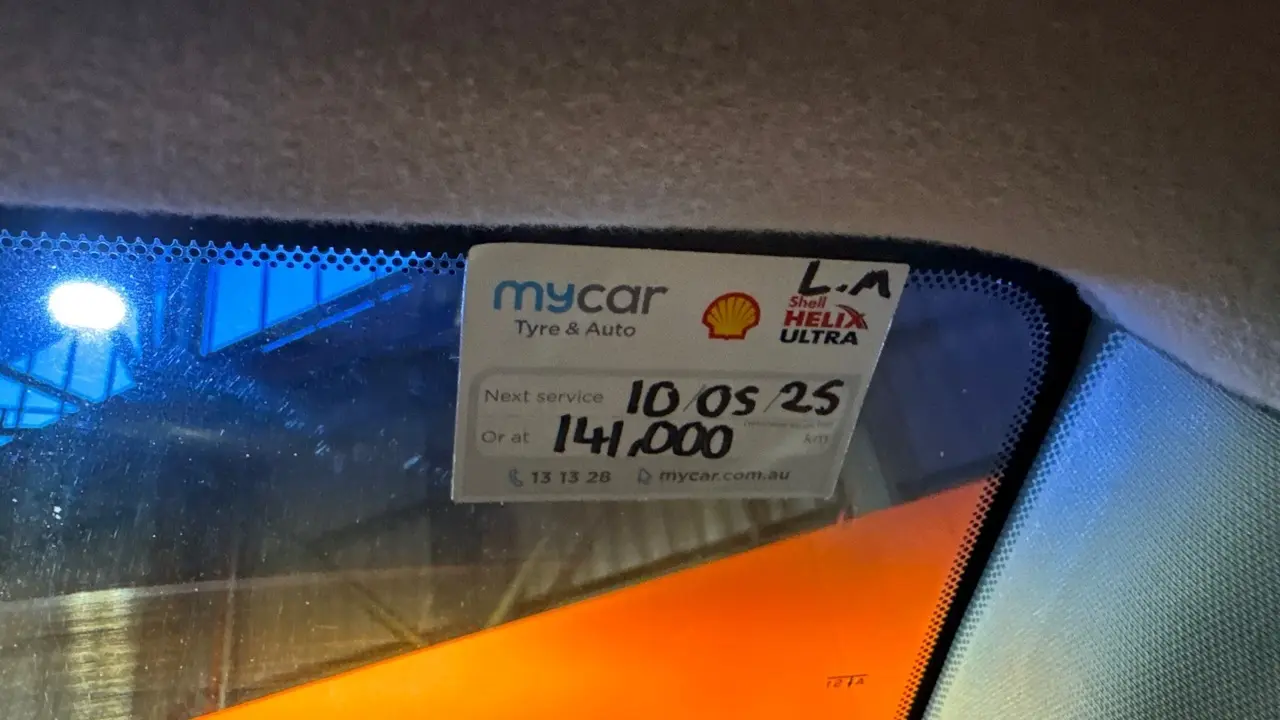 mycar
Tyre & Auto
L.M
Shell
HELIX
ULTRA
Next service 10/05/25
Or at 141,000 km
13 13 28 mycar.com.au